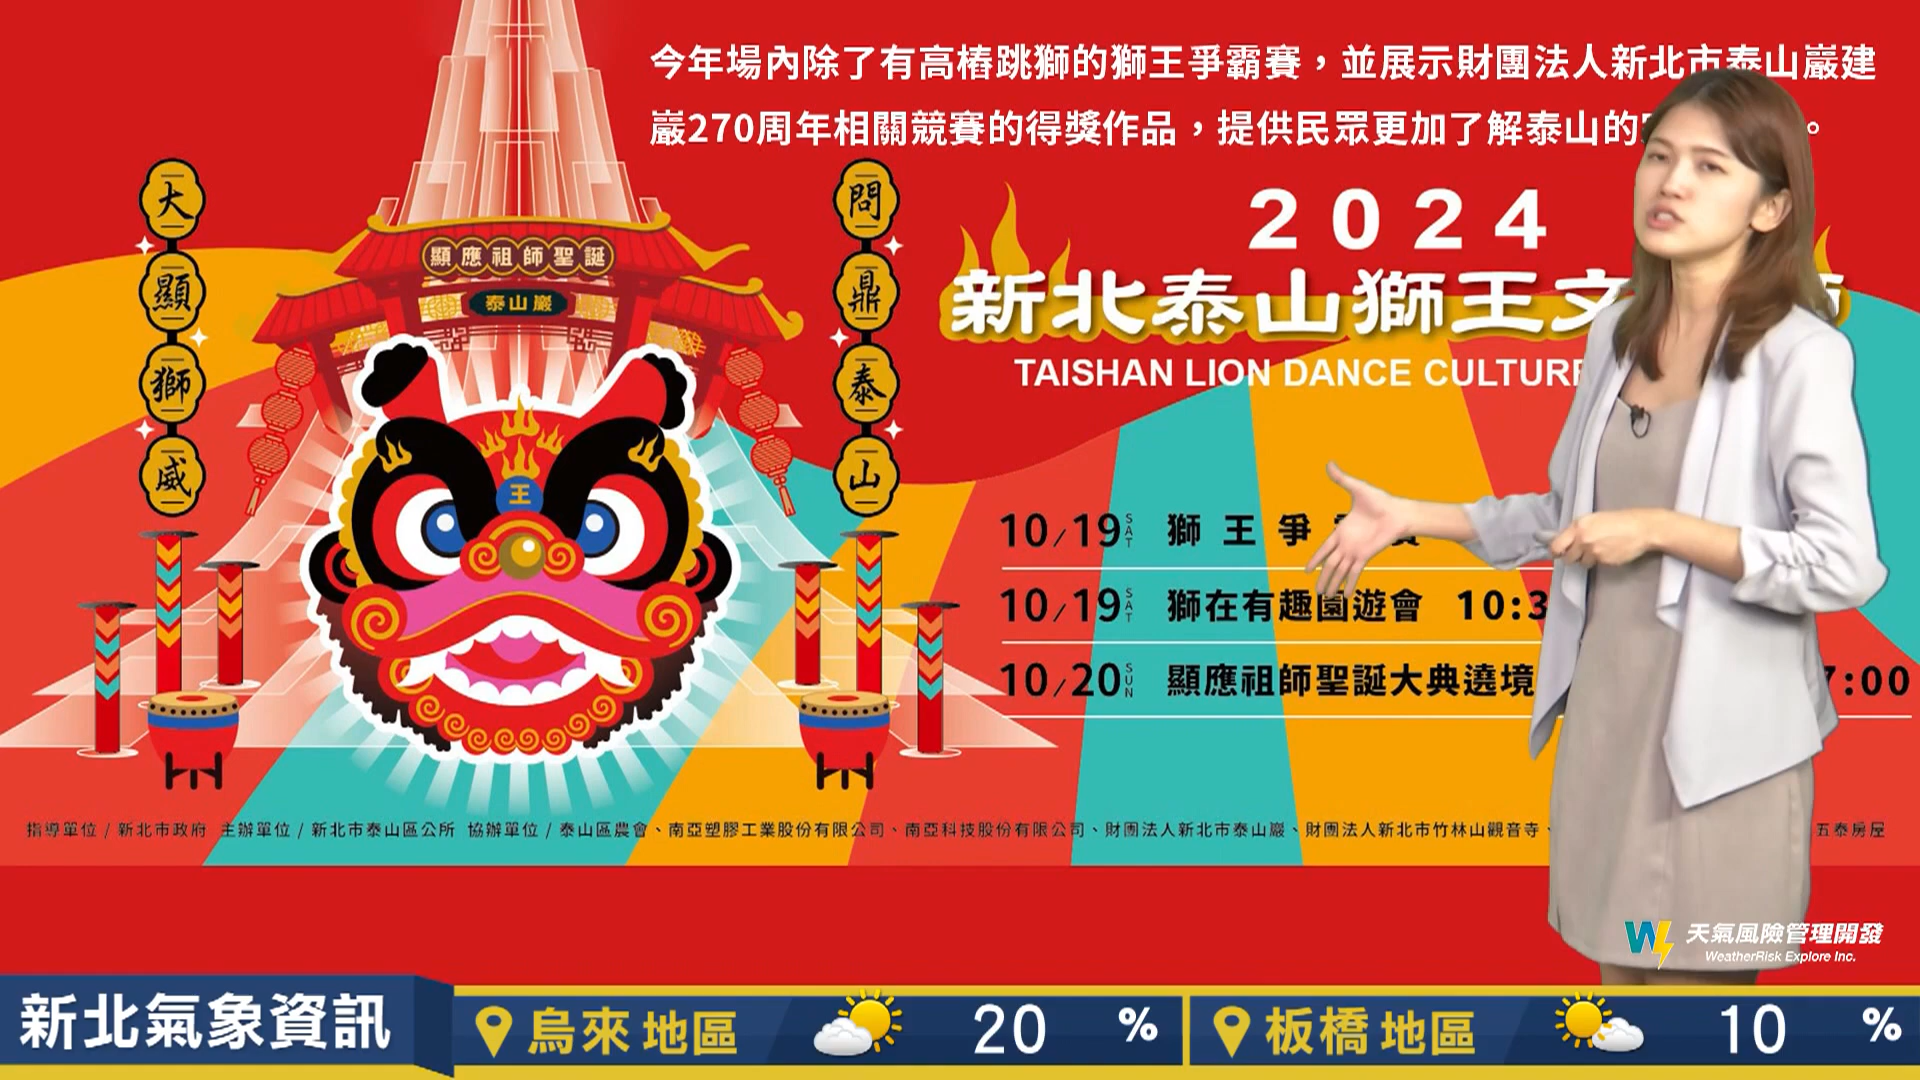 今年場內除了有高樁跳獅的獅王爭霸賽，並展示財團法人新北市泰山巖建
巖270周年相關競賽的得獎作品，提供民眾更加了解泰山的
大顯獅威
問鼎泰山
顯應祖師聖誕
泰山巖
王
2024
新北泰山獅王文
TAISHAN LION DANCE CULTURE
10/19 SAT 獅王爭
10/19 SAT 獅在有趣園遊會 10:3
10/20 SUN 顯應祖師聖誕大典遶境 7:00
指導單位 / 新北市政府 主辦單位 / 新北市泰山區公所 協辦單位 / 泰山區農會、南亞塑膠工業股份有限公司、南亞科技股份有限公司、財團法人新北市泰山巖、財團法人新北市竹林山觀音寺、 五泰房屋
天氣風險管理開發
WeatherRisk Explore Inc.
新北氣象資訊 烏來地區 20 % 板橋地區 10 %